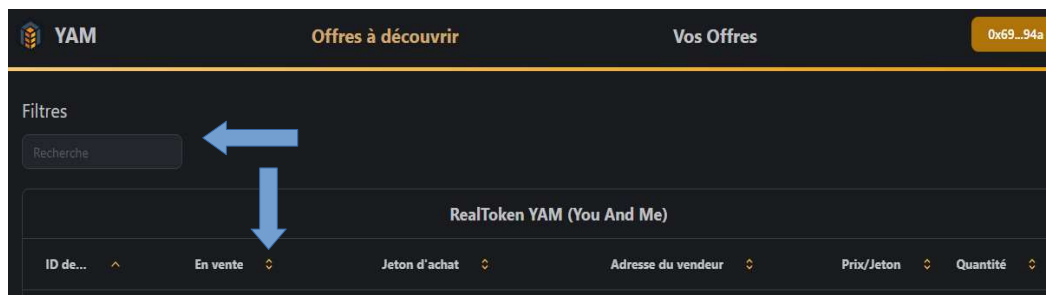 YAM Offres à découvrir Vos Offres 0x69...94a
Filtres
Recherche
RealToken YAM (You And Me)
ID de... En vente Jeton d'achat Adresse du vendeur Prix/Jeton Quantité